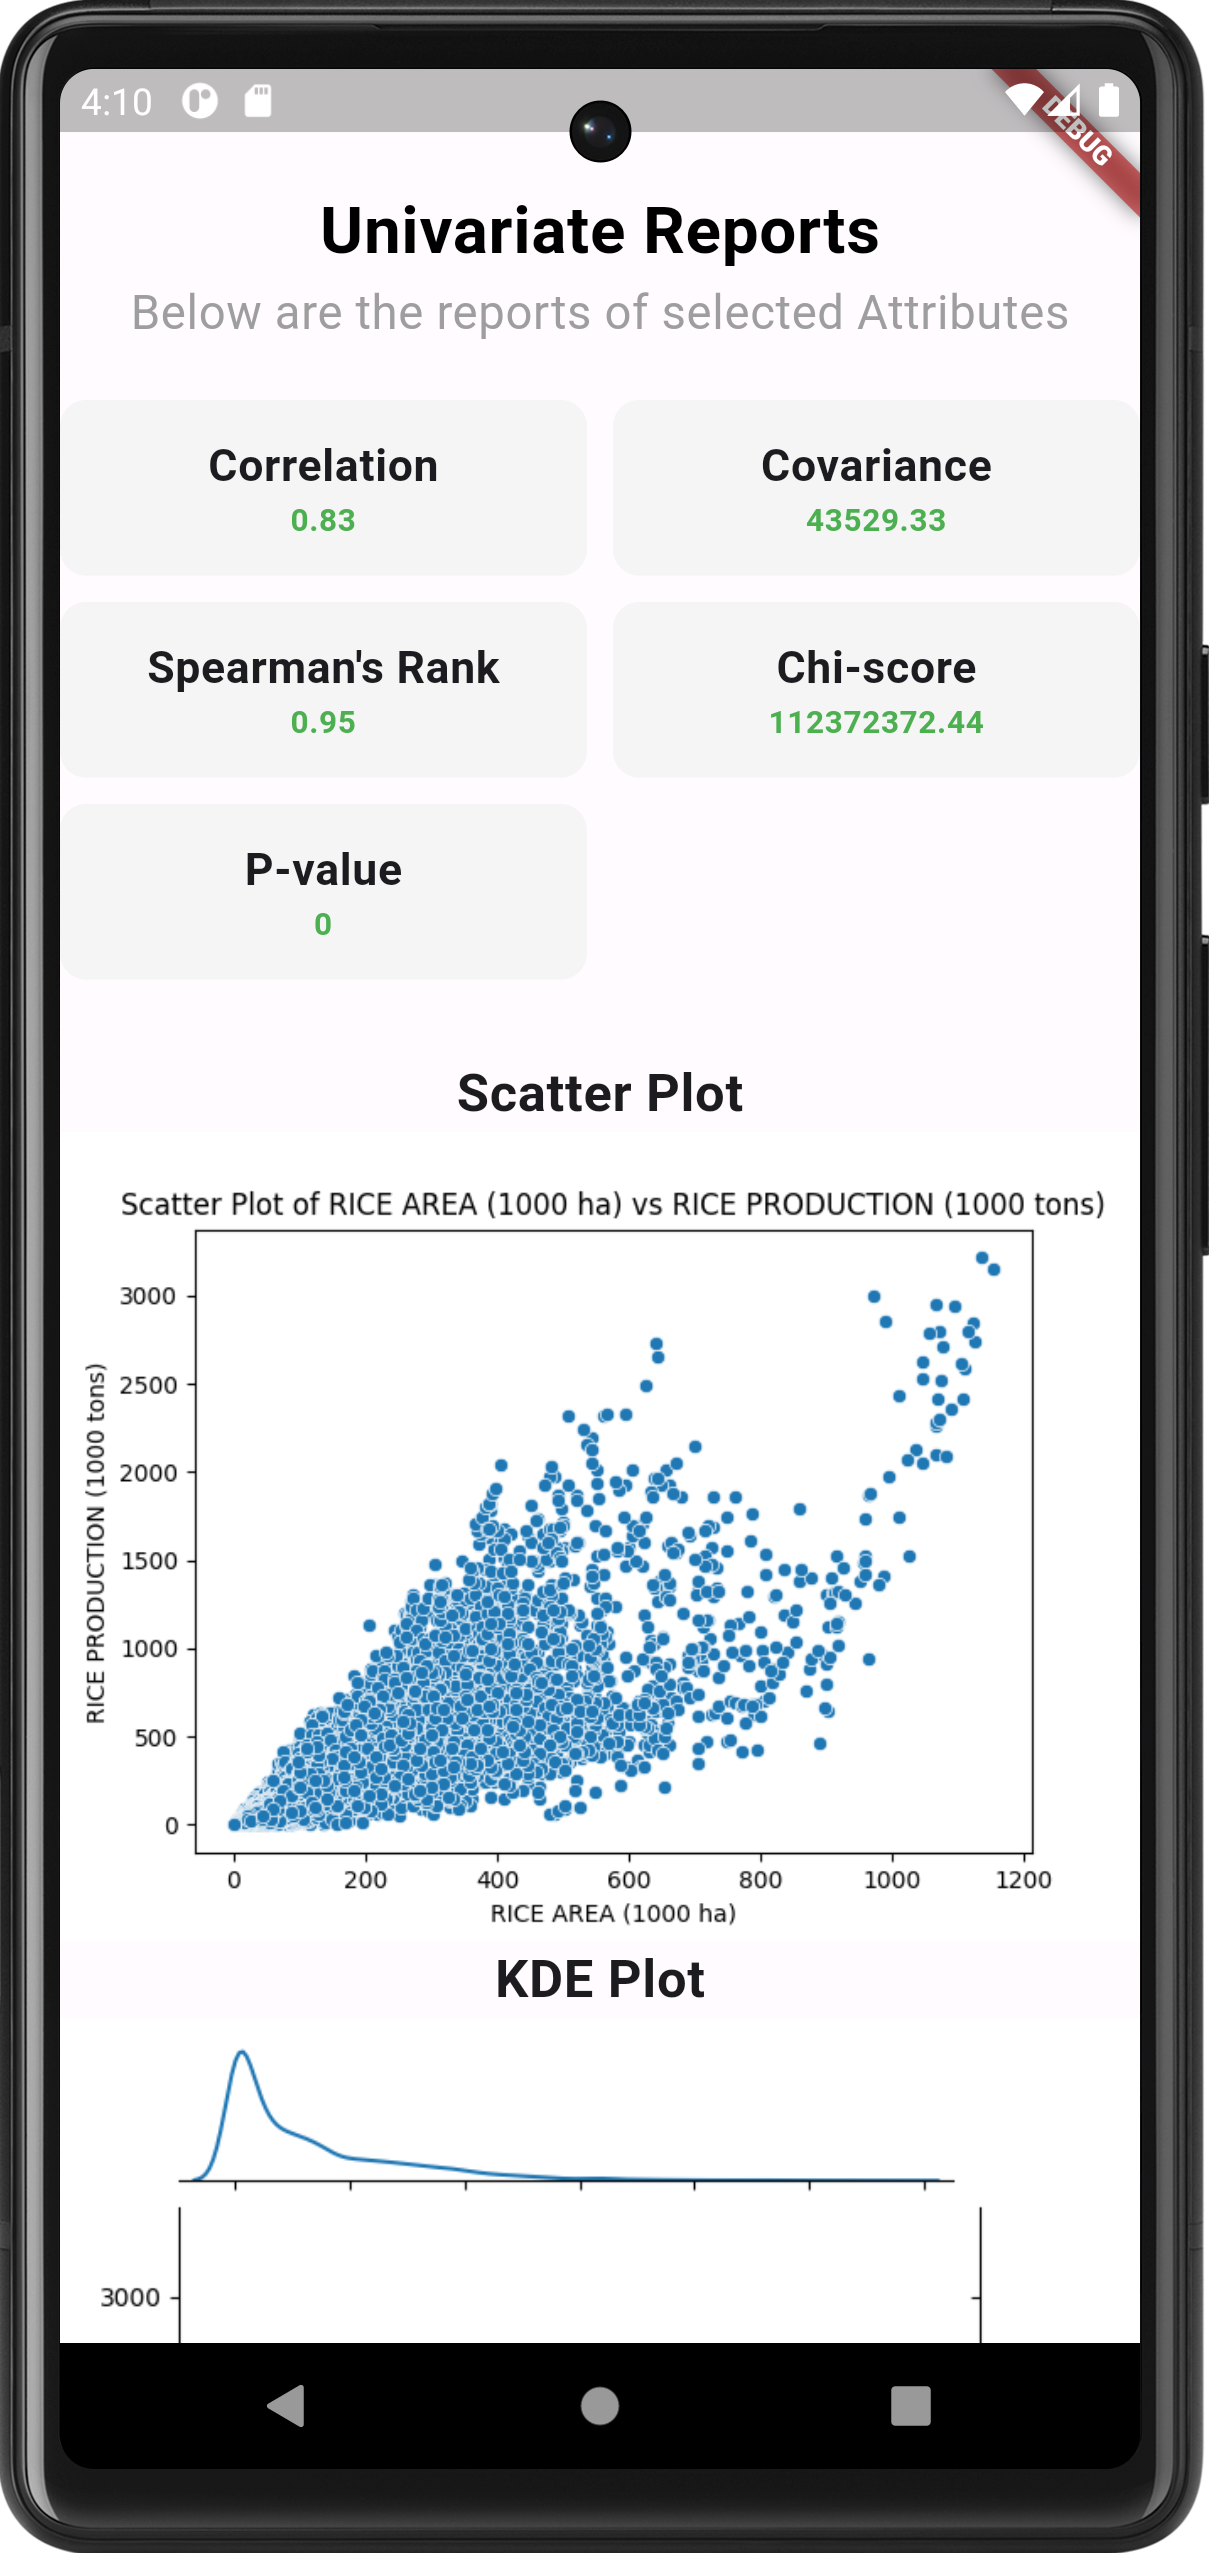 4:10
DEBUG
Univariate Reports
Below are the reports of selected Attributes
Correlation
0.83
Covariance
43529.33
Spearman's Rank
0.95
Chi-score
112372372.44
P-value
0
Scatter Plot
Scatter Plot of RICE AREA (1000 ha) vs RICE PRODUCTION (1000 tons)
RICE PRODUCTION (1000 tons)
3000
2500
2000
1500
1000
500
0
0 200 400 600 800 1000 1200
RICE AREA (1000 ha)
KDE Plot
3000